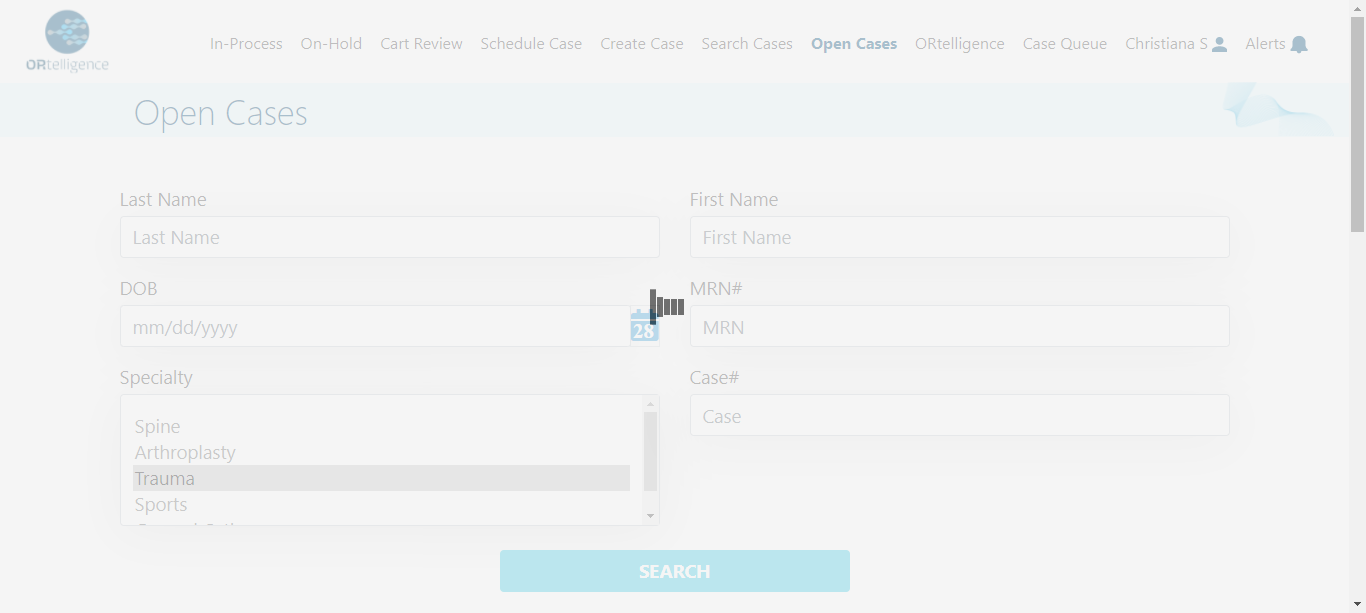 ORtelligence
In-Process On-Hold Cart Review Schedule Case Create Case Search Cases Open Cases ORtelligence Case Queue Christiana S Alerts
Open Cases
Last Name First Name
Last Name First Name
DOB MRN#
mm/dd/yyyy 28 MRN
Specialty Case#
Case
Spine
Arthroplasty
Trauma
Sports
SEARCH